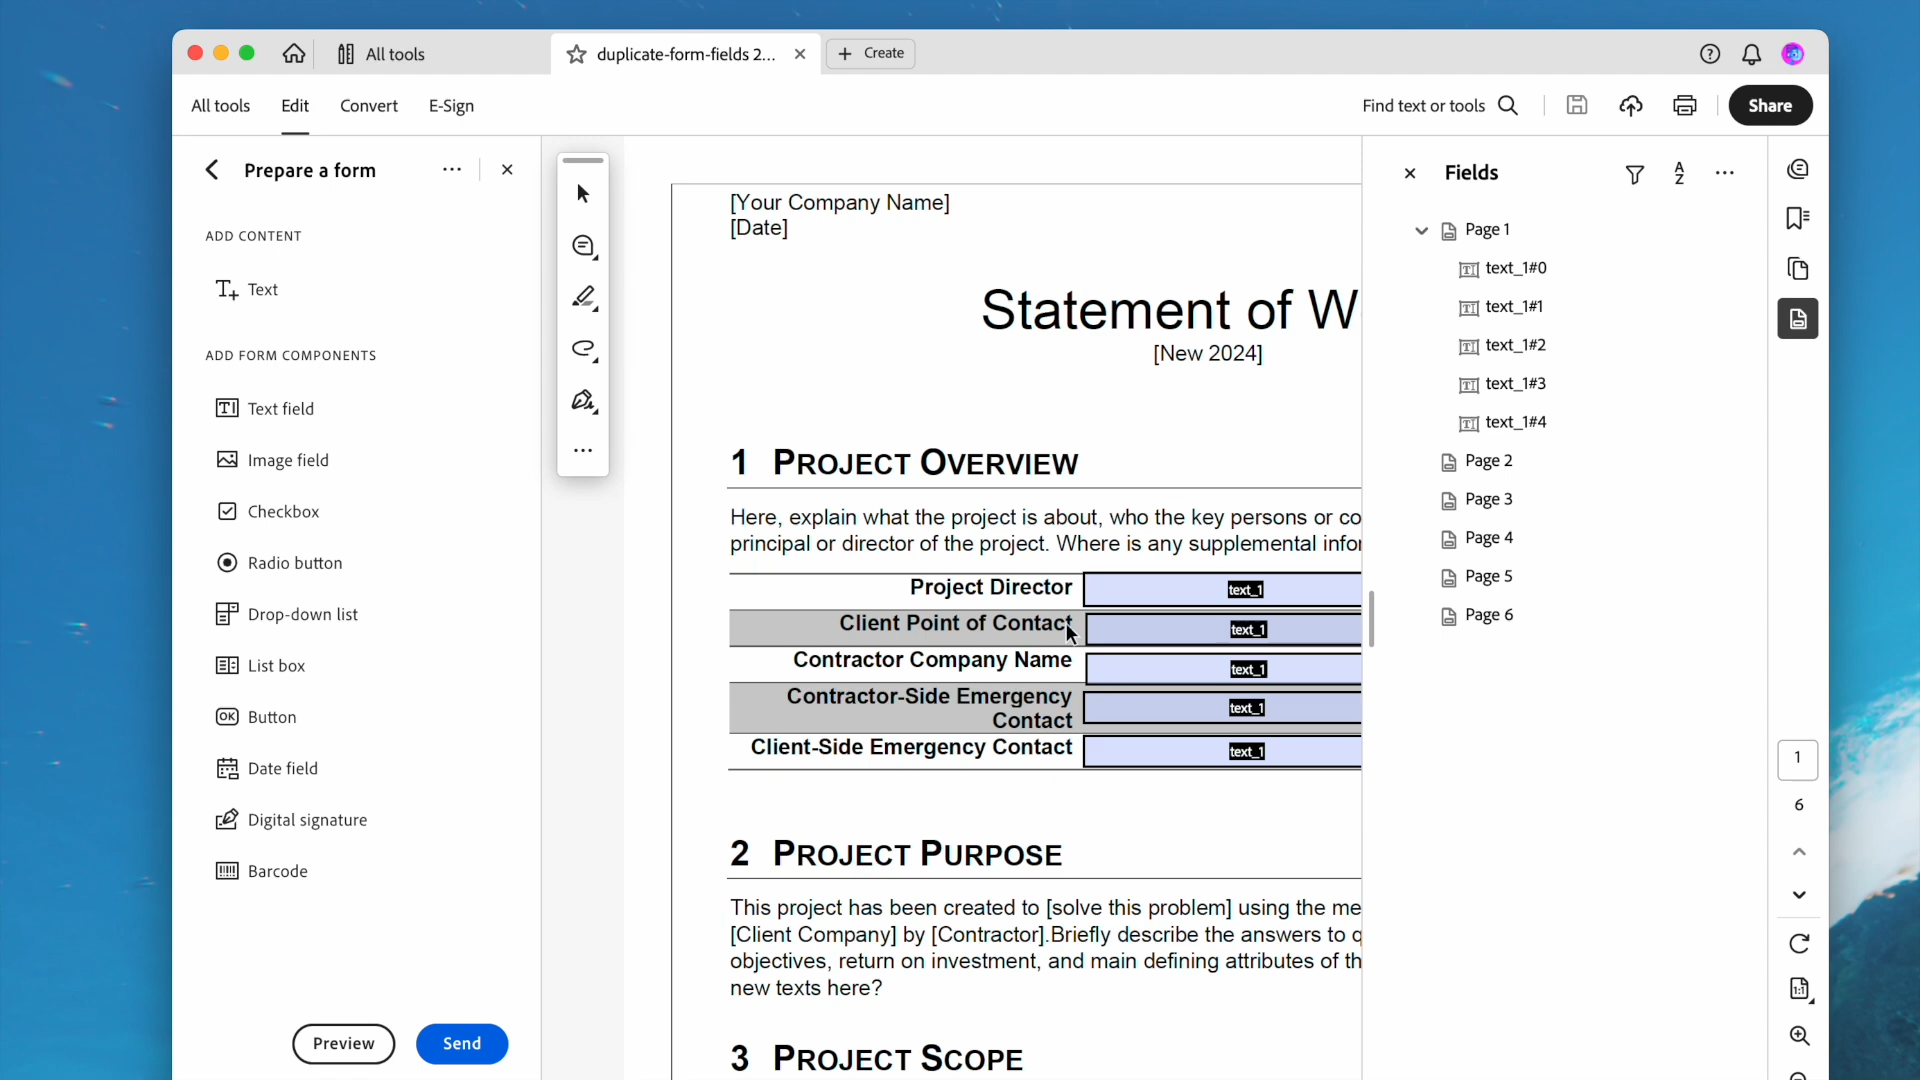 All tools
duplicate-form-fields 2...
Create
All tools
Edit
Convert
E-Sign
Find text or tools
Share
Prepare a form
ADD CONTENT
Text
ADD FORM COMPONENTS
Text field
Image field
Checkbox
Radio button
Drop-down list
List box
Button
Date field
Digital signature
Barcode
Preview
Send
[Your Company Name]
[Date]
Statement of W
[New 2024]
1 PROJECT OVERVIEW
Here, explain what the project is about, who the key persons or co
principal or director of the project. Where is any supplemental infor
Project Director text_1
Client Point of Contact text_1
Contractor Company Name text_1
Contractor-Side Emergency
Contact text_1
Client-Side Emergency Contact text_1
2 PROJECT PURPOSE
This project has been created to [solve this problem] using the me
[Client Company] by [Contractor].Briefly describe the answers to q
objectives, return on investment, and main defining attributes of th
new texts here?
3 PROJECT SCOPE
Fields
Page 1
text_1#0
text_1#1
text_1#2
text_1#3
text_1#4
Page 2
Page 3
Page 4
Page 5
Page 6
1
6